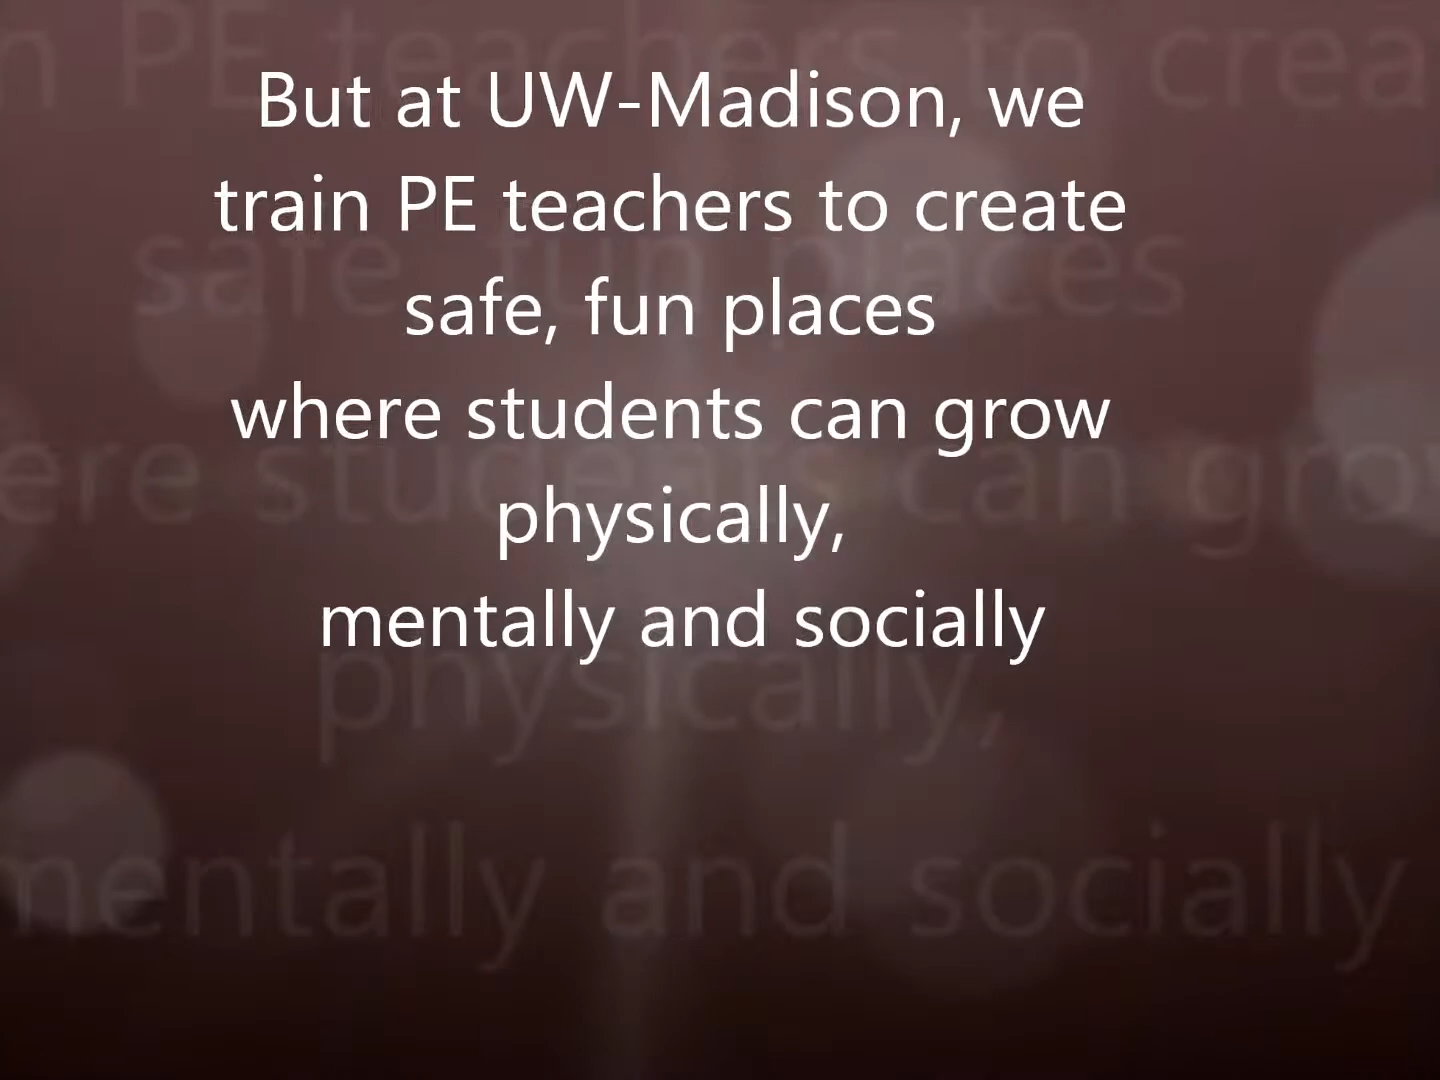 But at UW-Madison, we
train PE teachers to create
safe, fun places
where students can grow
physically,
mentally and socially